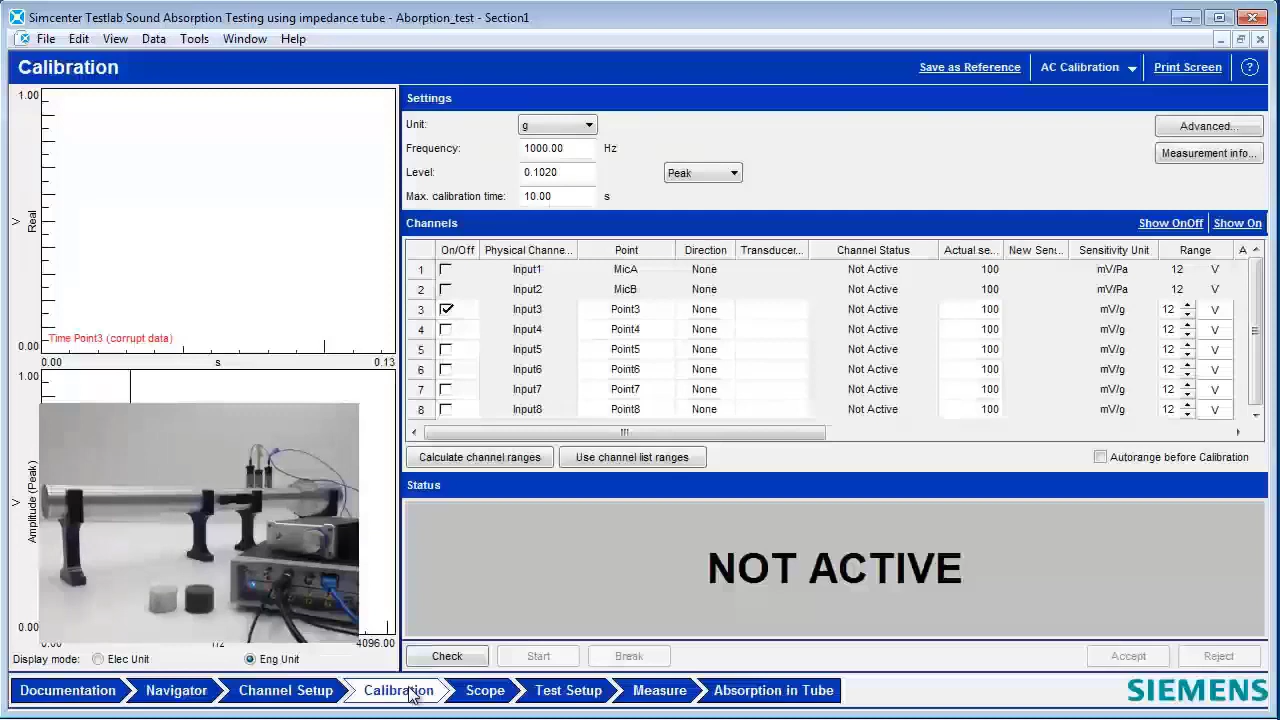 Simcenter Testlab Sound Absorption Testing using impedance tube - Aborption_test - Section1
File Edit View Data Tools Window Help
Calibration
Save as Reference AC Calibration Print Screen ?
1.00
V
Real
Time Point3 (corrupt data)
0.00
0.00 s 0.13
1.00
V
Amplitude (Peak)
0.00
4096.00
Display mode: Elec Unit Eng Unit
Settings
Unit: g
Frequency: 1000.00 Hz
Level: 0.1020 Peak
Max. calibration time: 10.00 s
Advanced...
Measurement info...
Channels Show OnOff Show On
On/Off Physical Channe... Point Direction Transducer... Channel Status Actual se... New Sen... Sensitivity Unit Range A
1 Input1 MicA None Not Active 100 mV/Pa 12 V
2 Input2 MicB None Not Active 100 mV/Pa 12 V
3 Input3 Point3 None Not Active 100 mV/g 12 V
4 Input4 Point4 None Not Active 100 mV/g 12 V
5 Input5 Point5 None Not Active 100 mV/g 12 V
6 Input6 Point6 None Not Active 100 mV/g 12 V
7 Input7 Point7 None Not Active 100 mV/g 12 V
8 Input8 Point8 None Not Active 100 mV/g 12 V
Calculate channel ranges Use channel list ranges Autorange before Calibration
Status
NOT ACTIVE
Check Start Break Accept Reject
Documentation Navigator Channel Setup Calibration Scope Test Setup Measure Absorption in Tube
SIEMENS